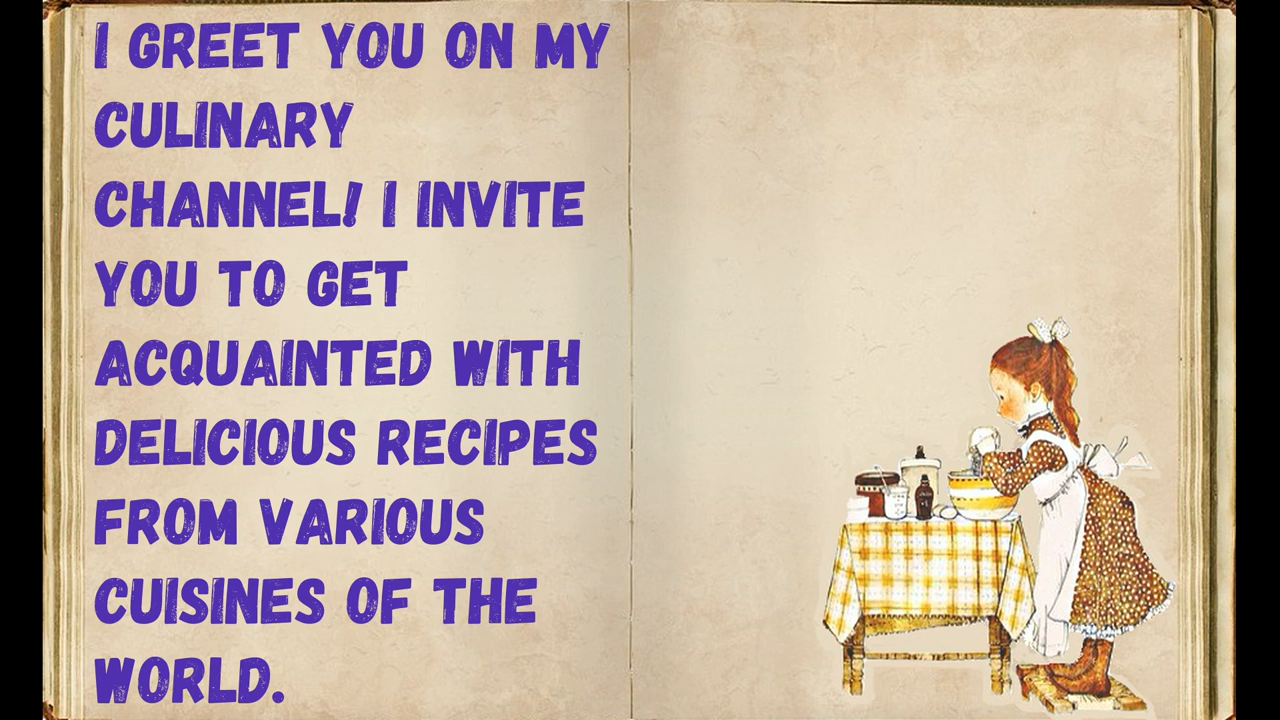 I GREET YOU ON MY
CULINARY
CHANNEL! I INVITE
YOU TO GET
ACQUAINTED WITH
DELICIOUS RECIPES
FROM VARIOUS
CUISINES OF THE
WORLD.